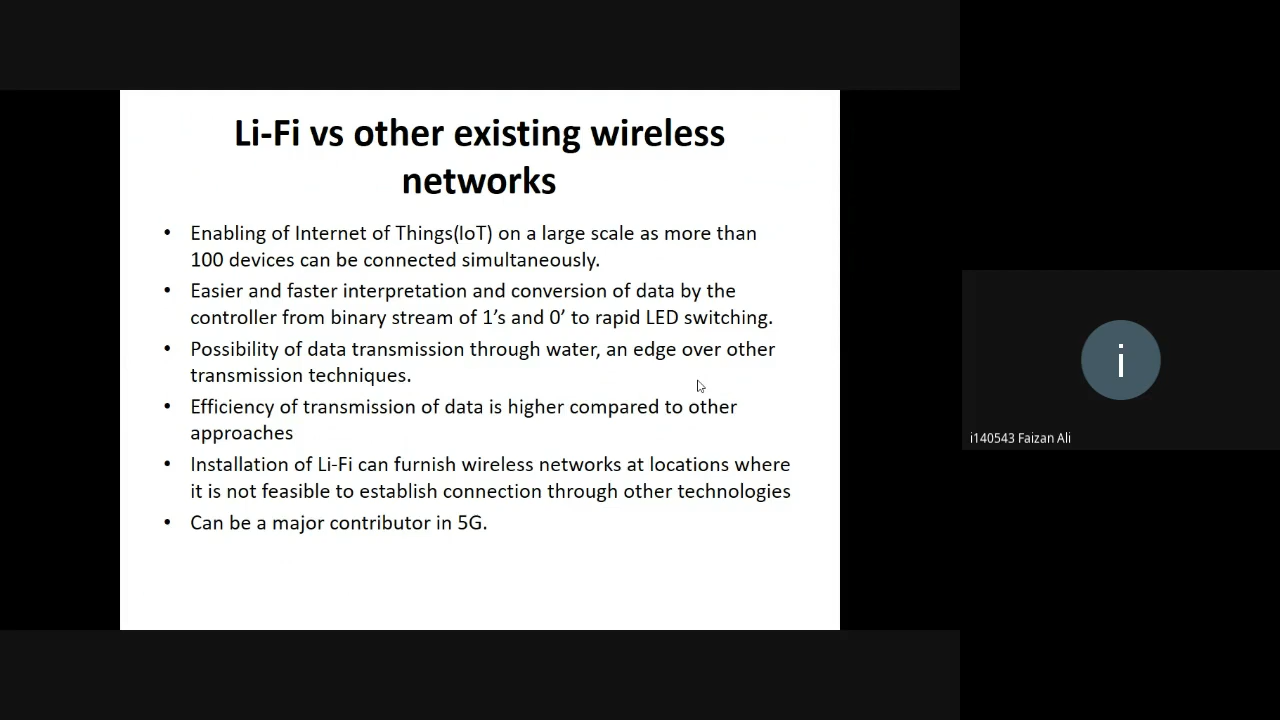 Li-Fi vs other existing wireless
networks
• Enabling of Internet of Things(IoT) on a large scale as more than
100 devices can be connected simultaneously.
• Easier and faster interpretation and conversion of data by the
controller from binary stream of 1’s and 0’ to rapid LED switching.
• Possibility of data transmission through water, an edge over other
transmission techniques.
• Efficiency of transmission of data is higher compared to other
approaches
• Installation of Li-Fi can furnish wireless networks at locations where
it is not feasible to establish connection through other technologies
• Can be a major contributor in 5G.
i
i140543 Faizan Ali